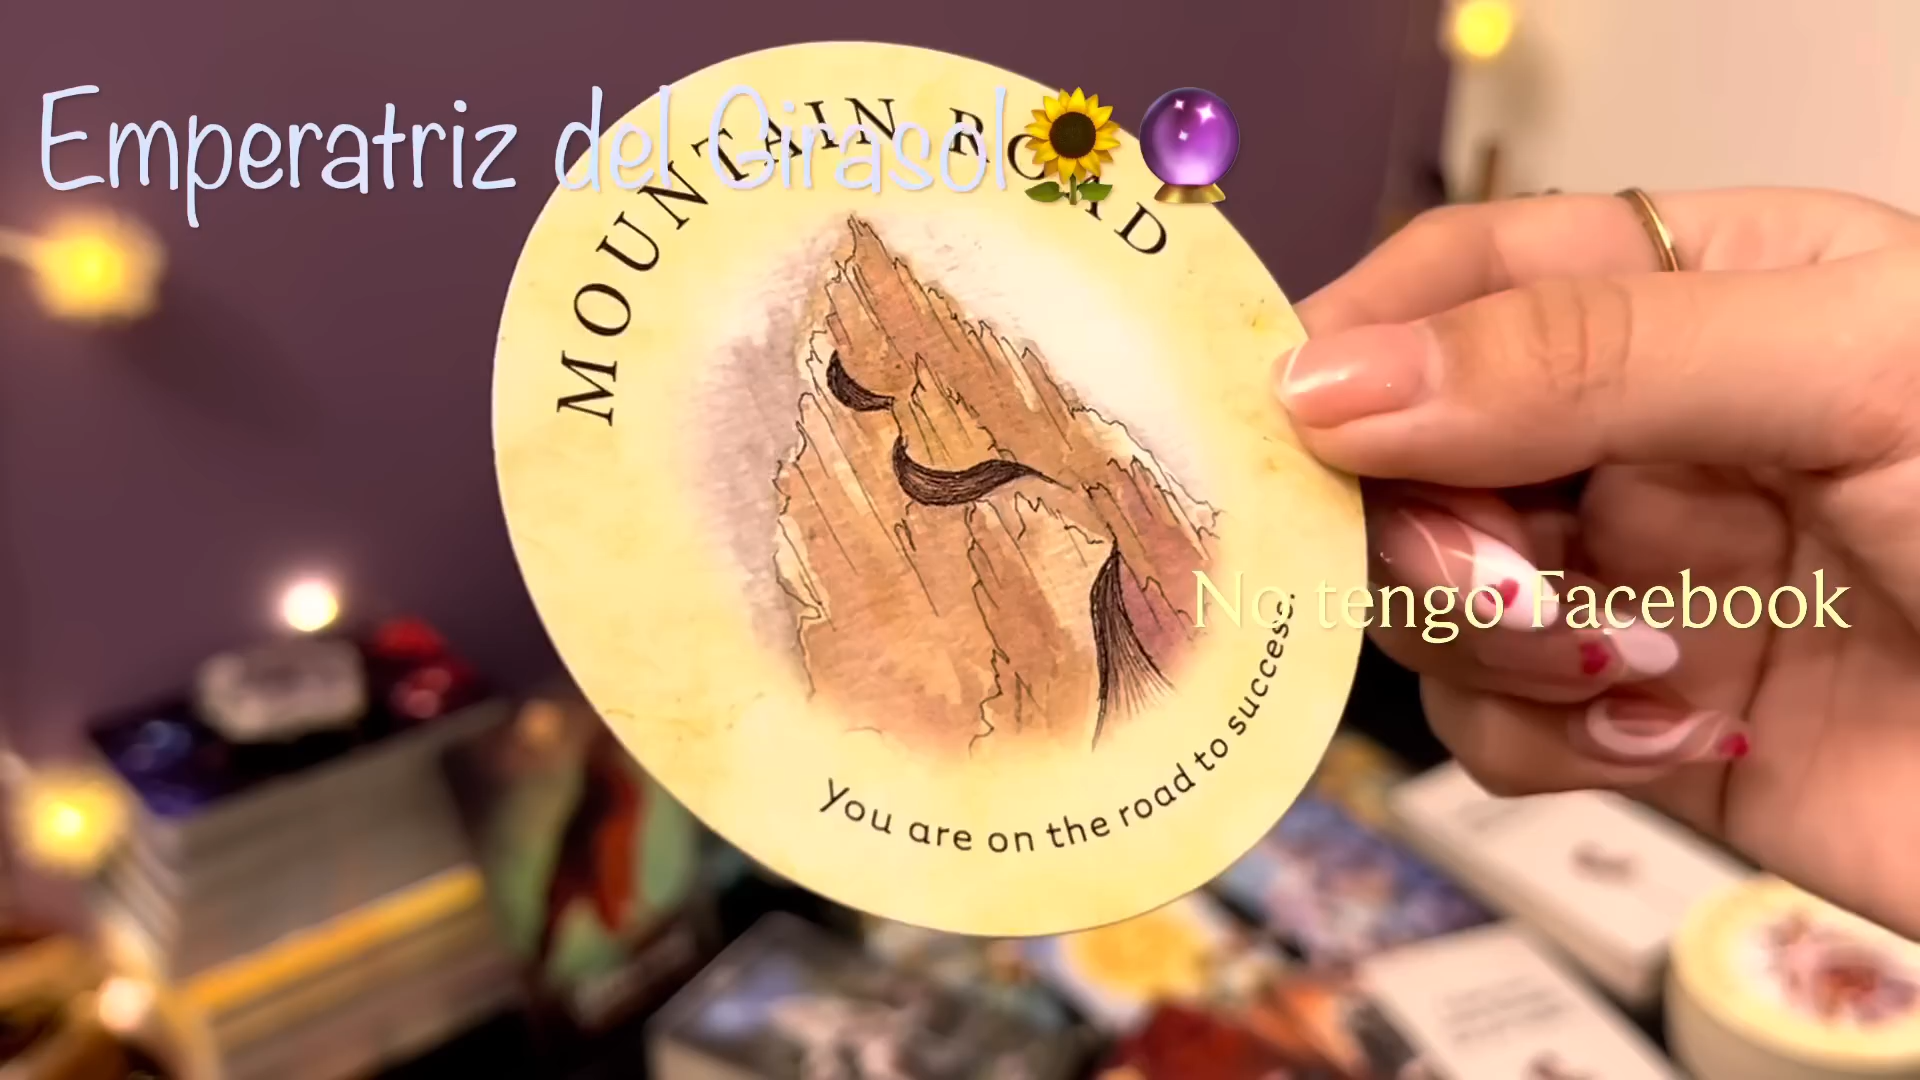 Emperatriz del Girasol🌻🔮
MOUNTAIN ROAD
No tengo Facebook
You are on the road to success.